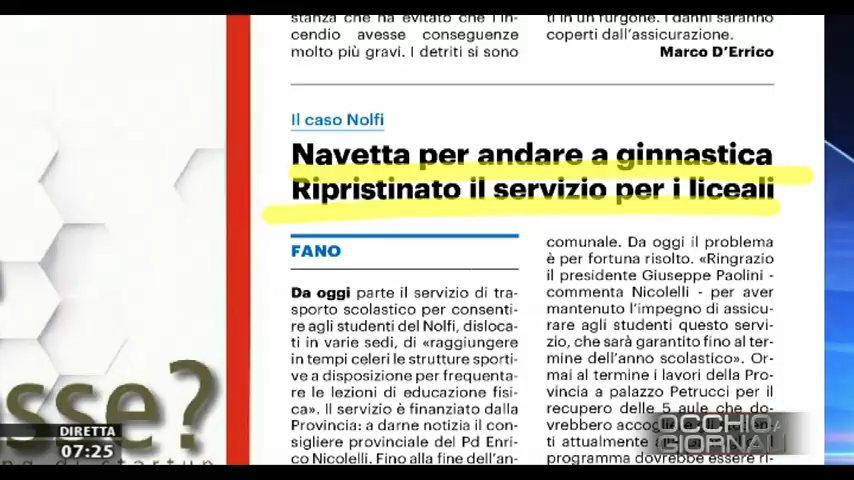 stanza che ha evitato che l'in-
cendio avesse conseguenze
molto più gravi. I detriti si sono
ti in un furgone. I danni saranno
coperti dall'assicurazione.
Marco D'Errico
Il caso Nolfi
Navetta per andare a ginnastica
Ripristinato il servizio per i liceali
FANO
Da oggi parte il servizio di tra-
sporto scolastico per consenti-
re agli studenti del Nolfi, disloca-
ti in varie sedi, di «raggiungere
in tempi celeri le strutture sporti-
ve a disposizione per frequenta-
re le lezioni di educazione fisi-
ca». Il servizio è finanziato dalla
Provincia: a darne notizia il con-
sigliere provinciale del Pd Enri-
co Nicolelli. Fino alla fine dell'an-
comunale. Da oggi il problema
è per fortuna risolto. «Ringrazio
il presidente Giuseppe Paolini -
commenta Nicolelli - per aver
mantenuto l'impegno di assicu-
rare agli studenti questo servi-
zio, che sarà garantito fino al ter-
mine dell'anno scolastico». Or-
mai al termine i lavori della Pro-
vincia a palazzo Petrucci per il
recupero delle 5 aule che do-
vrebbero
ti attualmente
programma dovrebbe essere ri-
sse?
DIRETTA
07:25
OCCHIO AI
GIORNALI